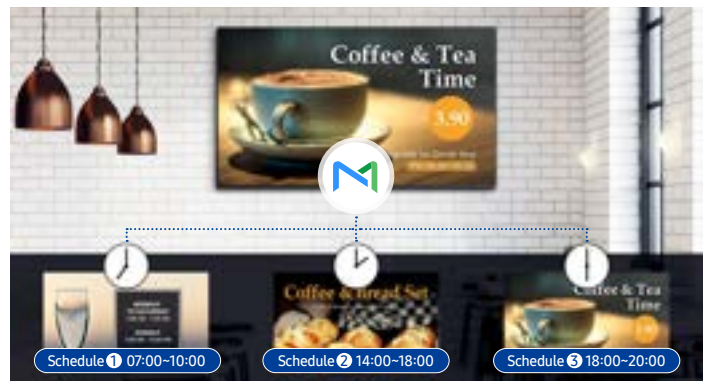 Coffee & Tea
Time
3.90
Coffee & Bread Set
Coffee & Tea
Time
Schedule 1 07:00~10:00
Schedule 2 14:00~18:00
Schedule 3 18:00~20:00